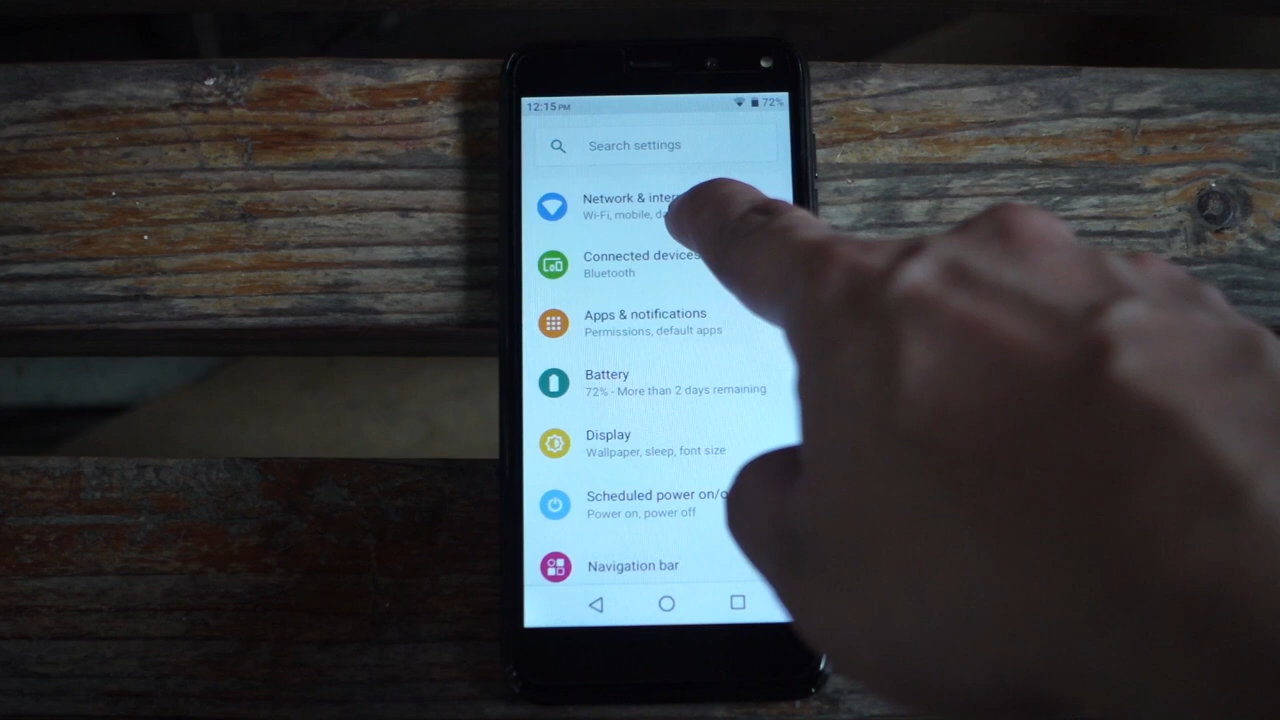 12:15 PM 72%
Search settings
Network & inter
Wi-Fi, mobile, da
Connected devices
Bluetooth
Apps & notifications
Permissions, default apps
Battery
72% - More than 2 days remaining
Display
Wallpaper, sleep, font size
Scheduled power on/o
Power on, power off
Navigation bar